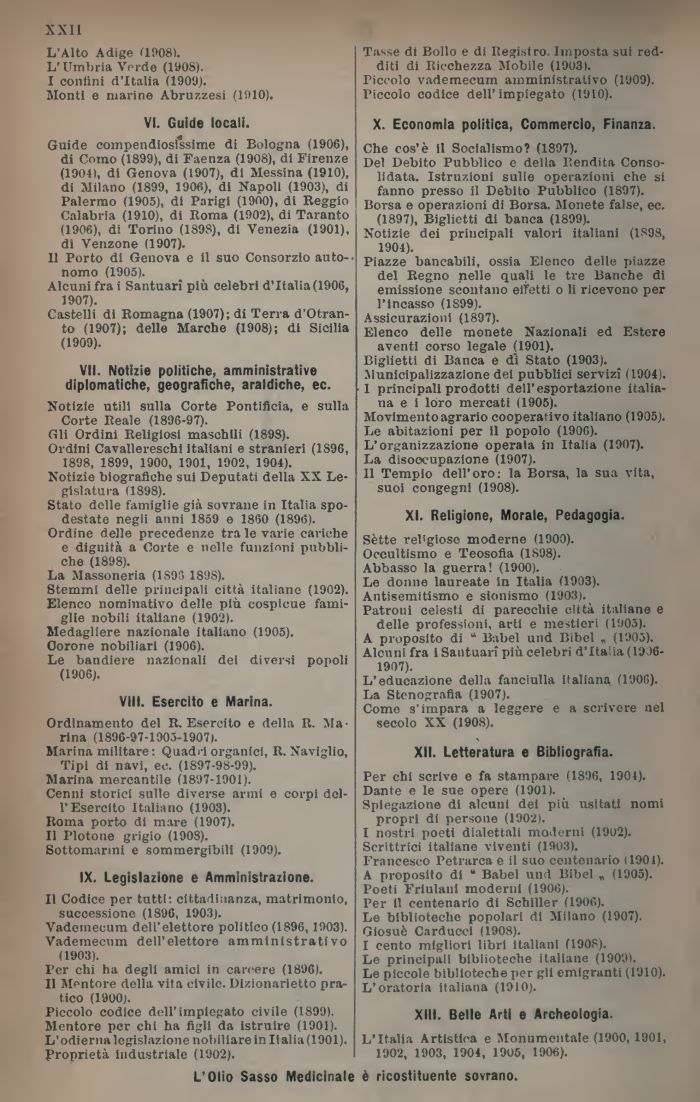 XXII
L'Alto Adige (1908).
L'Umbria Verde (1908).
I confini d'Italia (1909).
Monti e marine Abruzzesi (1910).
VI. Guide locali.
Guide compendiosissime di Bologna (1906),
di Como (1899), di Faenza (1908), di Firenze
(1904), di Genova (1907), di Messina (1910),
di Milano (1899, 1906), di Napoli (1903), di
Palermo (1905), di Parigi (1900), di Reggio
Calabria (1910), di Roma (1902), di Taranto
(1906), di Torino (1898), di Venezia (1901),
di Venzone (1907).
Il Porto di Genova e il suo Consorzio auto-
nomo (1905).
Alcuni fra i Santuarî più celebri d'Italia (1906,
1907).
Castelli di Romagna (1907); di Terra d'Otran-
to (1907); delle Marche (1908); di Sicilia
(1909).
VII. Notizie politiche, amministrative
diplomatiche, geografiche, araldiche, ec.
Notizie utili sulla Corte Pontificia, e sulla
Corte Reale (1896-97).
Gli Ordini Religiosi maschili (1898).
Ordini Cavallereschi italiani e stranieri (1896,
1898, 1899, 1900, 1901, 1902, 1904).
Notizie biografiche sui Deputati della XX Le-
gislatura (1898).
Stato delle famiglie già sovrane in Italia spo-
destate negli anni 1859 e 1860 (1896).
Ordine delle precedenze tra le varie cariche
e dignità a Corte e nelle funzioni pubbli-
che (1898).
La Massoneria (1896 1898).
Stemmi delle principali città italiane (1902).
Elenco nominativo delle più cospicue fami-
glie nobili italiane (1902).
Medagliere nazionale italiano (1905).
Corone nobiliari (1906).
Le bandiere nazionali dei diversi popoli
(1906).
VIII. Esercito e Marina.
Ordinamento del R. Esercito e della R. Ma-
rina (1896-97-1905-1907).
Marina militare: Quadri organici, R. Naviglio,
Tipi di navi, ec. (1897-98-99).
Marina mercantile (1897-1901).
Cenni storici sulle diverse armi e corpi del-
l'Esercito Italiano (1903).
Roma porto di mare (1907).
Il Plotone grigio (1908).
Sottomarini e sommergibili (1909).
IX. Legislazione e Amministrazione.
Il Codice per tutti: cittadinanza, matrimonio,
successione (1896, 1903).
Vademecum dell'elettore politico (1896, 1903).
Vademecum dell'elettore amministrativo
(1903).
Per chi ha degli amici in carcere (1896).
Il Mentore della vita civile. Dizionarietto pra-
tico (1900).
Piccolo codice dell'impiegato civile (1899).
Mentore per chi ha figli da istruire (1901).
L'odierna legislazione nobiliare in Italia (1901).
Proprietà industriale (1902).
Tasse di Bollo e di Registro. Imposta sui red-
diti di Ricchezza Mobile (1903).
Piccolo vademecum amministrativo (1909).
Piccolo codice dell'impiegato (1910).
X. Economia politica, Commercio, Finanza.
Che cos'è il Socialismo? (1897).
Del Debito Pubblico e della Rendita Conso-
lidata. Istruzioni sulle operazioni che si
fanno presso il Debito Pubblico (1897).
Borsa e operazioni di Borsa. Monete false, ec.
(1897), Biglietti di banca (1899).
Notizie dei principali valori italiani (1898,
1904).
Piazze bancabili, ossia Elenco delle piazze
del Regno nelle quali le tre Banche di
emissione scontano effetti o li ricevono per
l'incasso (1899).
Assicurazioni (1897).
Elenco delle monete Nazionali ed Estere
aventi corso legale (1901).
Biglietti di Banca e di Stato (1903).
Municipalizzazione dei pubblici servizî (1904).
I principali prodotti dell'esportazione italia-
na e i loro mercati (1905).
Movimento agrario cooperativo italiano (1905).
Le abitazioni per il popolo (1906).
L'organizzazione operaia in Italia (1907).
La disoccupazione (1907).
Il Tempio dell'oro: la Borsa, la sua vita,
suoi congegni (1908).
XI. Religione, Morale, Pedagogia.
Sètte religiose moderne (1900).
Occultismo e Teosofia (1898).
Abbasso la guerra! (1900).
Le donne laureate in Italia (1903).
Antisemitismo e sionismo (1903).
Patroni celesti di parecchie città italiane e
delle professioni, arti e mestieri (1905).
A proposito di “ Babel und Bibel „ (1905).
Alcuni fra i Santuarî più celebri d'Italia (1906-
1907).
L'educazione della fanciulla italiana (1906).
La Stenografia (1907).
Come s'impara a leggere e a scrivere nel
secolo XX (1908).
XII. Letteratura e Bibliografia.
Per chi scrive e fa stampare (1896, 1904).
Dante e le sue opere (1901).
Spiegazione di alcuni dei più usitati nomi
propri di persone (1902).
I nostri poeti dialettali moderni (1902).
Scrittrici italiane viventi (1903).
Francesco Petrarca e il suo centenario (1904).
A proposito di “ Babel und Bibel „ (1905).
Poeti Friulani moderni (1906).
Per il centenario di Schiller (1906).
Le biblioteche popolari di Milano (1907).
Giosuè Carducci (1908).
I cento migliori libri italiani (1908).
Le principali biblioteche italiane (1909).
Le piccole biblioteche per gli emigranti (1910).
L'oratoria italiana (1910).
XIII. Belle Arti e Archeologia.
L'Italia Artistica e Monumentale (1900, 1901,
1902, 1903, 1904, 1905, 1906).
L'Olio Sasso Medicinale è ricostituente sovrano.